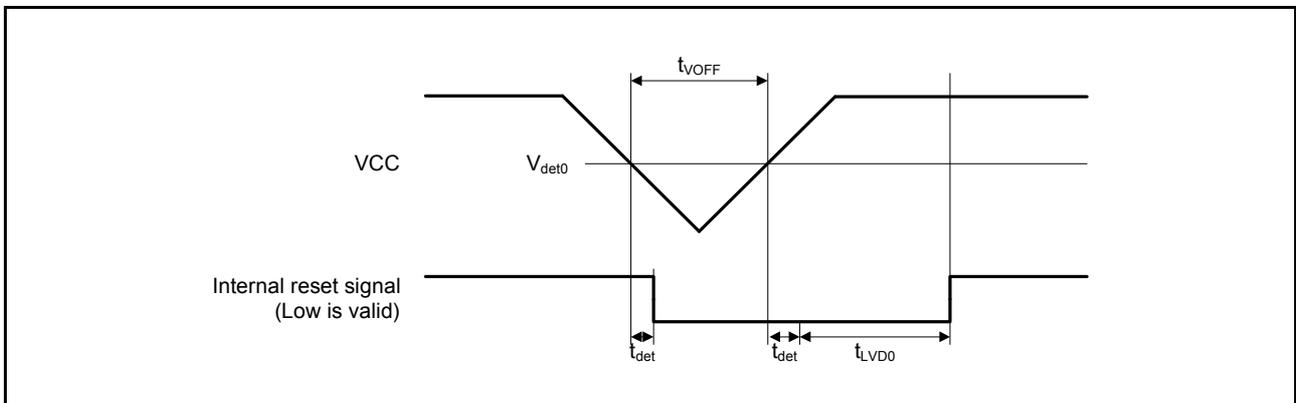 tVOFF
VCC
Vdet0
Internal reset signal
(Low is valid)
tdet
tdet
tLVD0